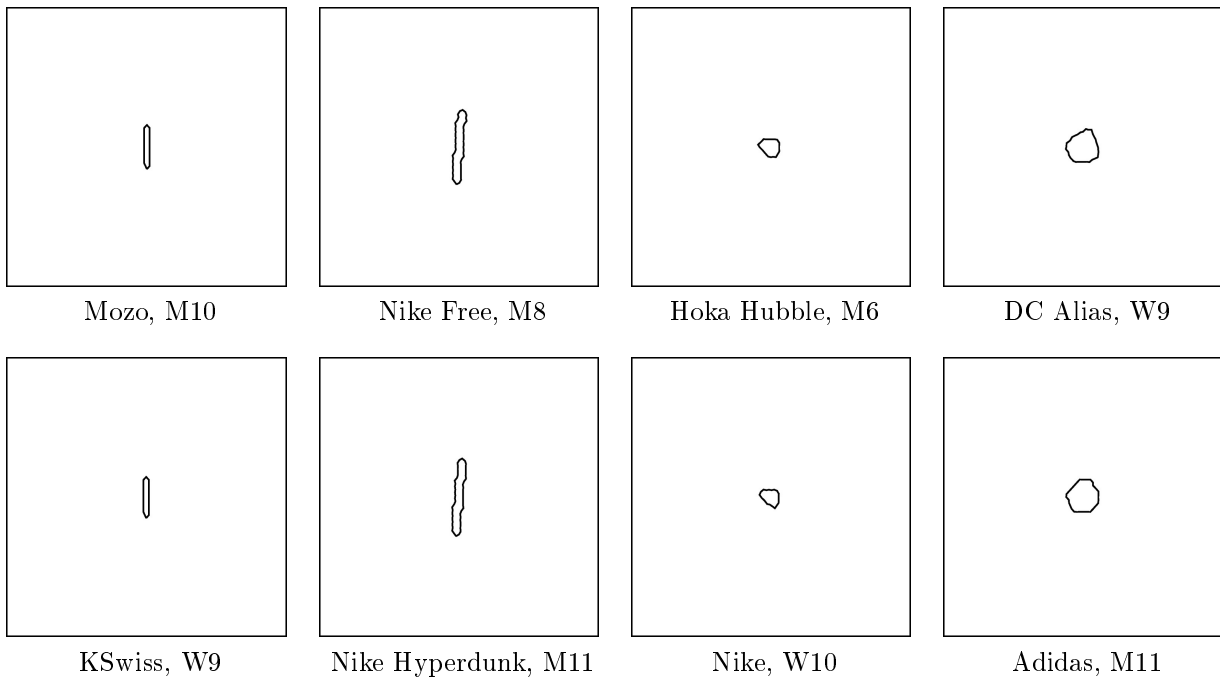 Mozo, M10
Nike Free, M8
Hoka Hubble, M6
DC Alias, W9
KSwiss, W9
Nike Hyperdunk, M11
Nike, W10
Adidas, M11